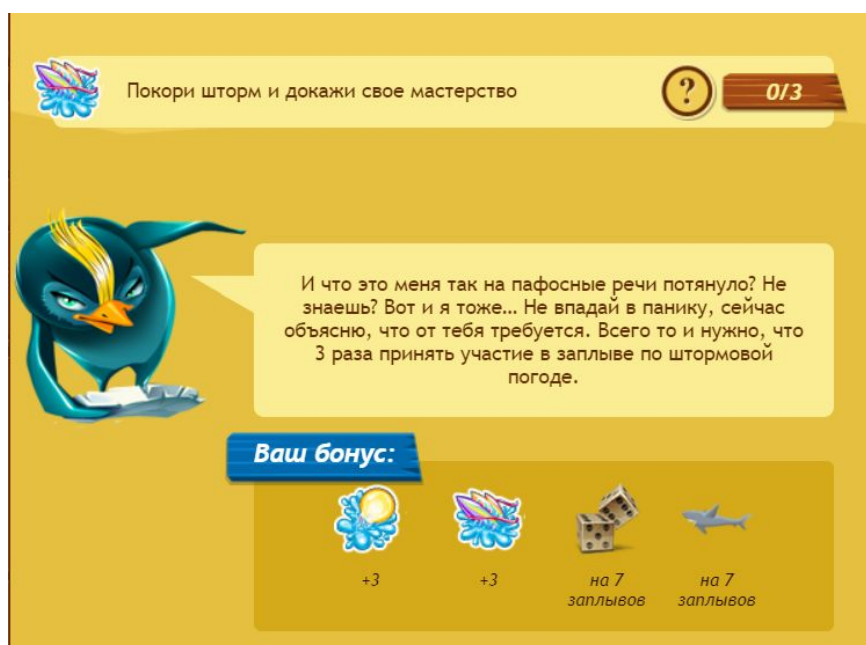 Покори шторм и докажи свое мастерство
?
0/3
И что это меня так на пафосные речи потянуло? Не
знаешь? Вот и я тоже... Не впадай в панику, сейчас
объясню, что от тебя требуется. Всего то и нужно, что
3 раза принять участие в заплыве по штормовой
погоде.
Ваш бонус:
+3
+3
на 7
заплывов
на 7
заплывов